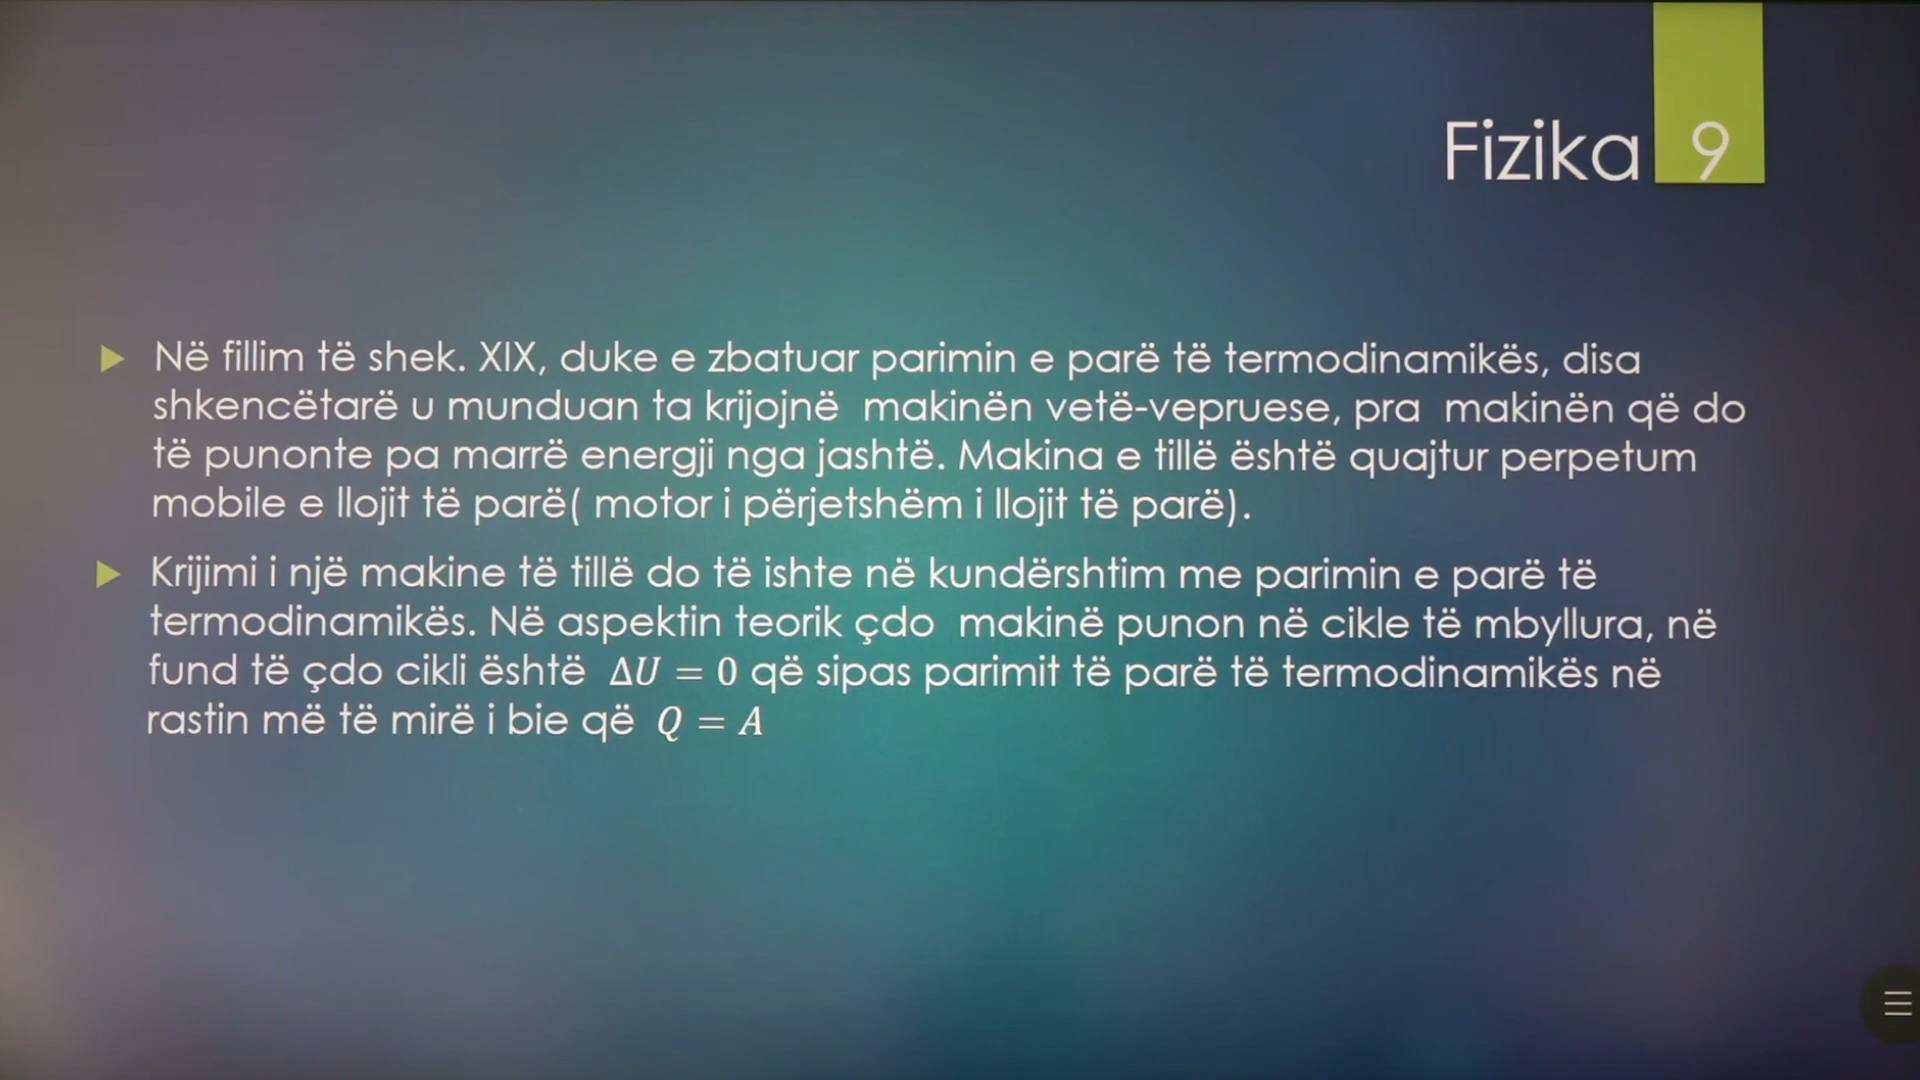 Fizika 9
Në fillim të shek. XIX, duke e zbatuar parimin e parë të termodinamikës, disa
shkencëtarë u munduan ta krijojnë makinën vetë-vepruese, pra makinën që do
të punonte pa marrë energji nga jashtë. Makina e tillë është quajtur perpetum
mobile e llojit të parë( motor i përjetshëm i llojit të parë).
Krijimi i një makine të tillë do të ishte në kundërshtim me parimin e parë të
termodinamikës. Në aspektin teorik çdo makinë punon në cikle të mbyllura, në
fund të çdo cikli është ΔU = 0 që sipas parimit të parë të termodinamikës në
rastin më të mirë i bie që Q = A